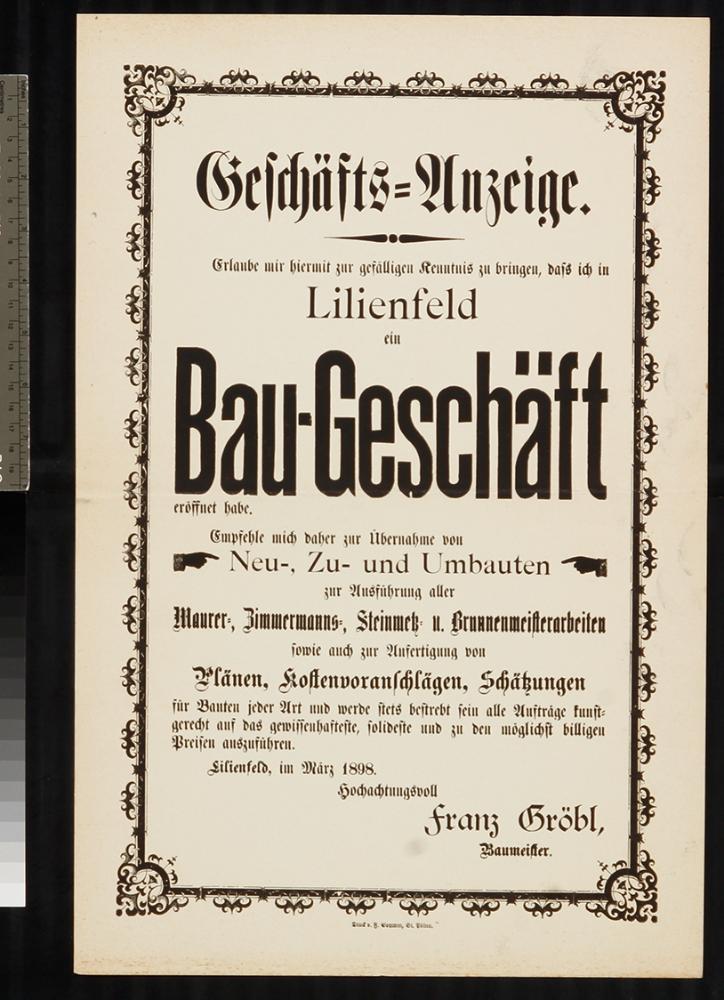 Geschäfts-Anzeige.
Erlaube mir hiermit zur gefälligen Kenntnis zu bringen, daß ich in
Lilienfeld
ein
Bau-Geschäft
eröffnet habe.
Empfehle mich daher zur Übernahme von
Neu-, Zu- und Umbauten
zur Ausführung aller
Maurer-, Zimmermanns-, Steinmetz- u. Brunnenmeisterarbeiten
sowie auch zur Anfertigung von
Plänen, Kostenvoranschlägen, Schätzungen
für Bauten jeder Art und werde stets bestrebt sein alle Aufträge kunst-
gerecht auf das gewissenhafteste, solideste und zu den möglichst billigen
Preisen auszuführen.
Lilienfeld, im März 1898.
Hochachtungsvoll
Franz Gröbl,
Baumeister.
Druck v. F. St. Pölten.